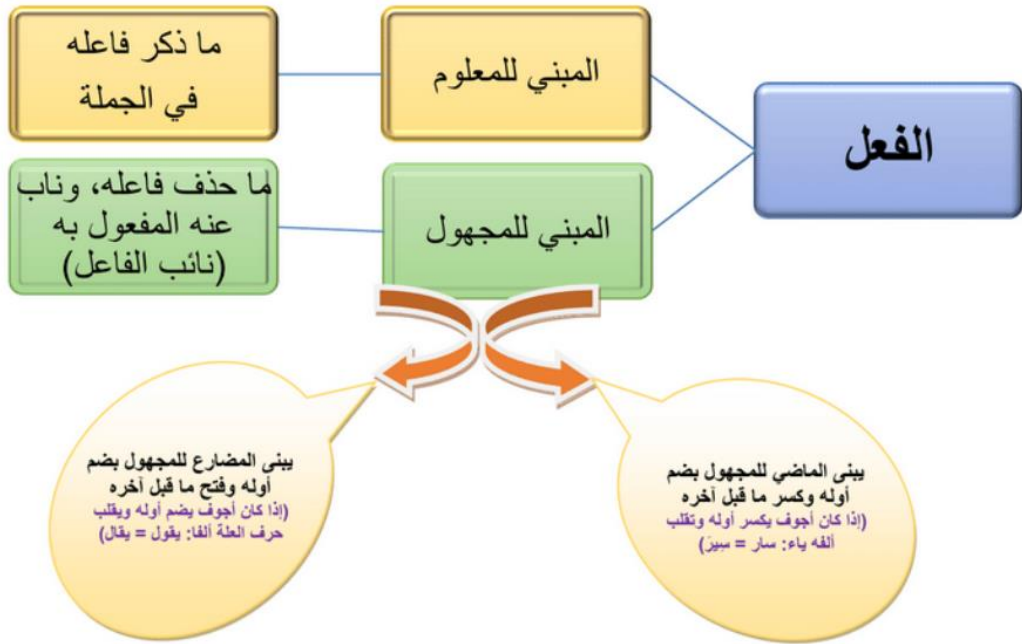 الفعل
المبني للمعلوم
ما ذكر فاعله
في الجملة
المبني للمجهول
ما حذف فاعله، وناب
عنه المفعول به
(نائب الفاعل)
يبنى الماضي للمجهول بضم
أوله وكسر ما قبل آخره
(إذا كان أجوف يكسر أوله وتقلب
ألفه ياء: سار = سِيرَ)
يبنى المضارع للمجهول بضم
أوله وفتح ما قبل آخره
(إذا كان أجوف يضم أوله ويقلب
حرف العلة ألفا: يقول = يقال)